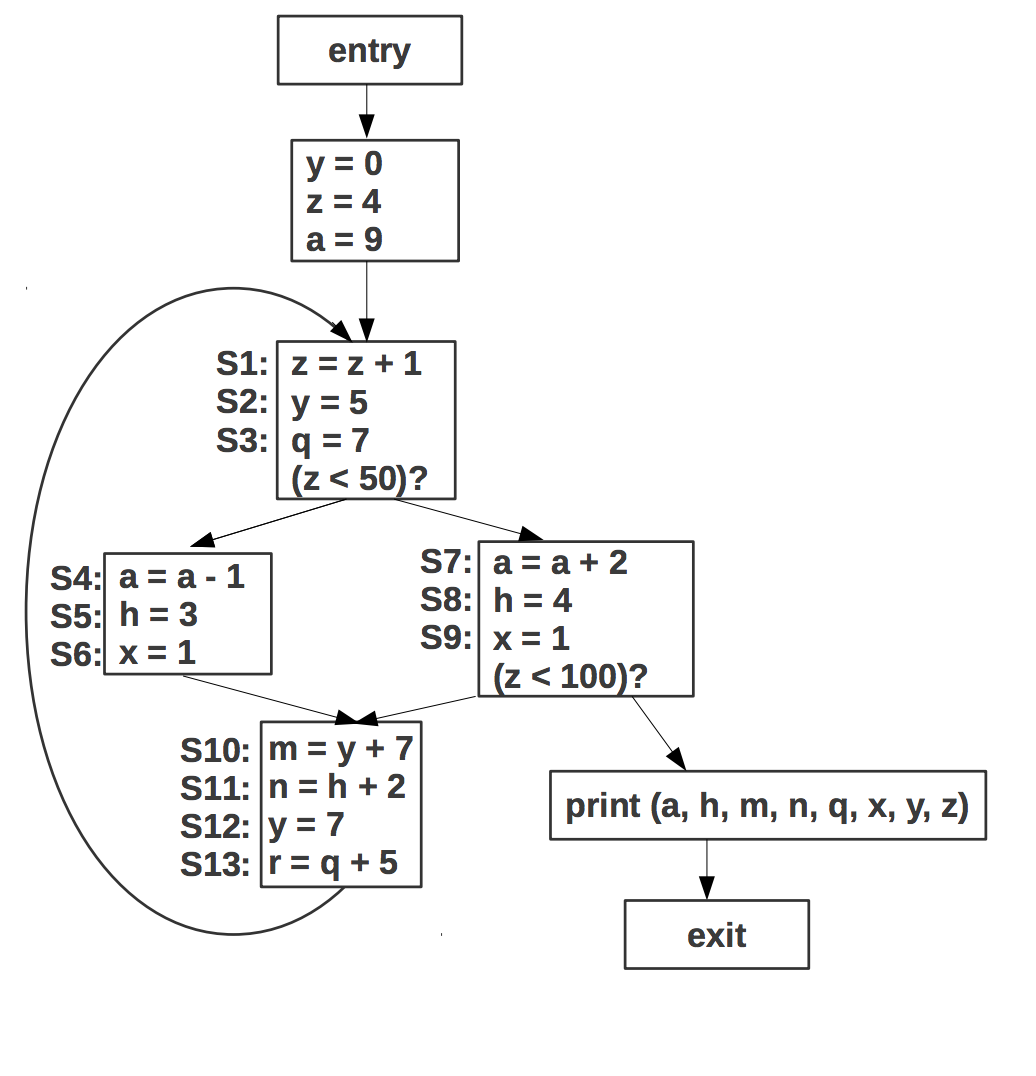 entry
y = 0
z = 4
a = 9
S1: z = z + 1
S2: y = 5
S3: q = 7
(z < 50)?
S4: a = a - 1
S5: h = 3
S6: x = 1
S7: a = a + 2
S8: h = 4
S9: x = 1
(z < 100)?
S10: m = y + 7
S11: n = h + 2
S12: y = 7
S13: r = q + 5
print (a, h, m, n, q, x, y, z)
exit